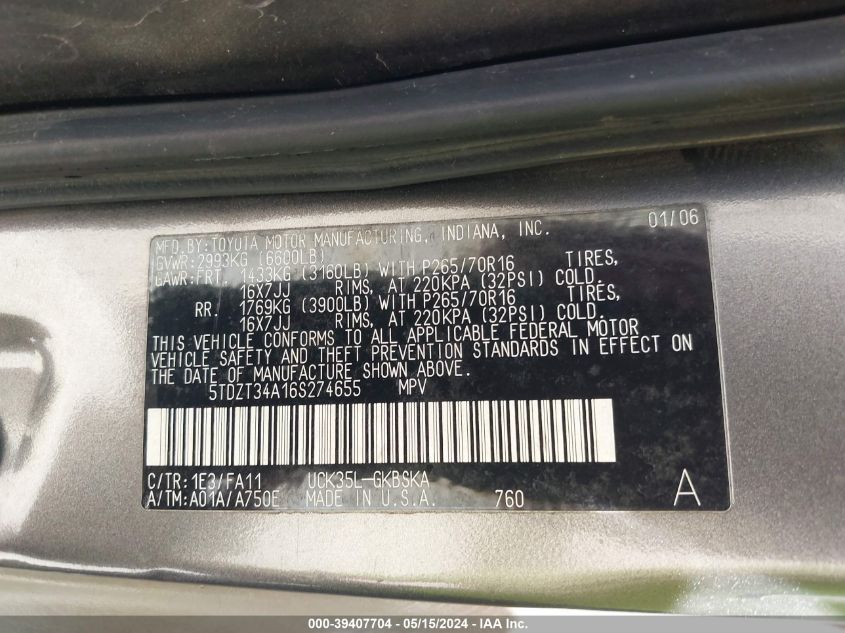 MFD.BY:TOYOTA MOTOR MANUFACTURING, INDIANA, INC. 01/06
GVWR:2993KG (6600LB)
GAWR:FRT. 1433KG (3160LB) WITH P265/70R16 TIRES,
16X7JJ RIMS, AT 220KPA (32PSI) COLD.
RR. 1769KG (3900LB) WITH P265/70R16 TIRES,
16X7JJ RIMS, AT 220KPA (32PSI) COLD.
THIS VEHICLE CONFORMS TO ALL APPLICABLE FEDERAL MOTOR
VEHICLE SAFETY AND THEFT PREVENTION STANDARDS IN EFFECT ON
THE DATE OF MANUFACTURE SHOWN ABOVE.
5TDZT34A16S274655 MPV
C/TR:1E3/FA11 UCK35L-GKBSKA
A/TM:A01A/A750E MADE IN U.S.A. 760 A
000-39407704 - 05/15/2024 - IAA Inc.